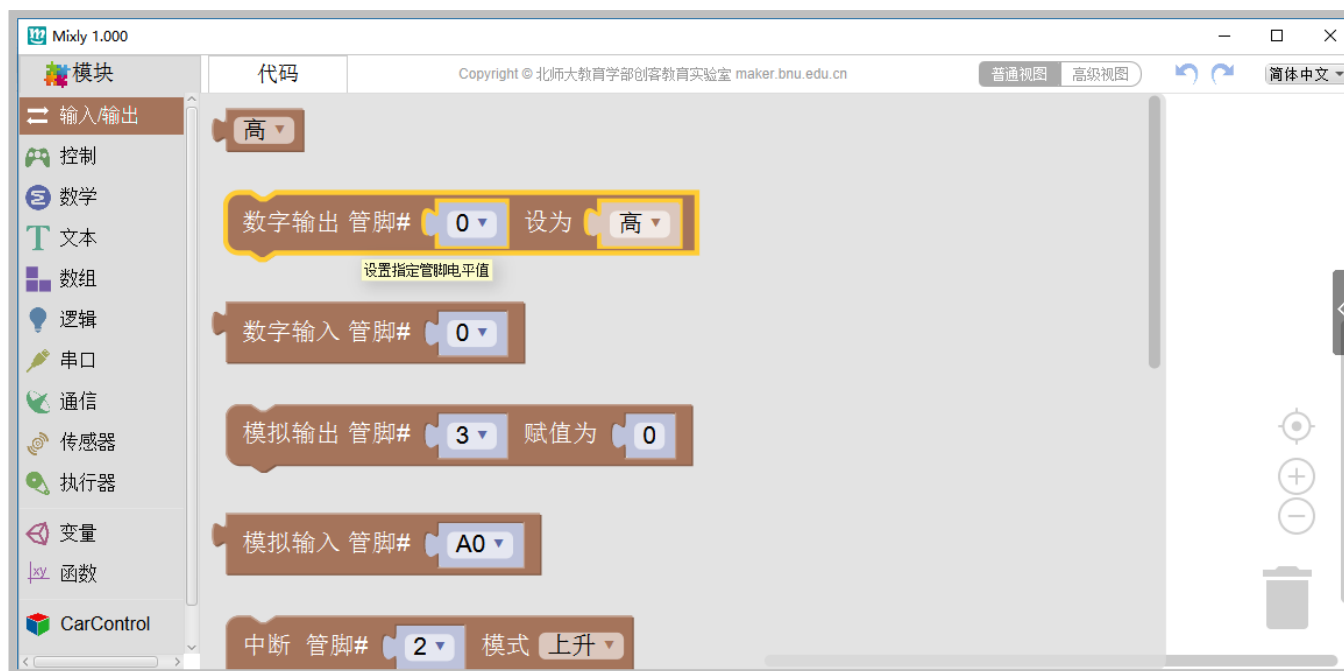 Mixly 1.000
模块
代码
Copyright © 北师大教育学部创客教育实验室 maker.bnu.edu.cn
普通视图 高级视图
简体中文
输入/输出
控制
数学
文本
数组
逻辑
串口
通信
传感器
执行器
变量
函数
CarControl
高
数字输出 管脚# 0 设为 高
设置指定管脚电平值
数字输入 管脚# 0
模拟输出 管脚# 3 赋值为 0
模拟输入 管脚# A0
中断 管脚# 2 模式 上升